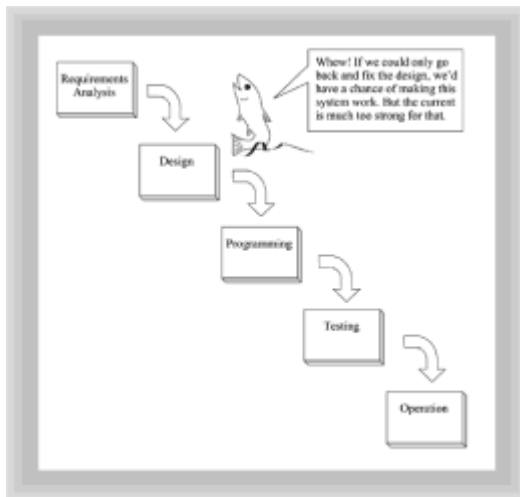 Requirements
Analysis
Whew! If we could only go
back and fix the design, we'd
have a chance of making this
system work. But the current
is much too strong for that.
Design
Programming
Testing
Operation